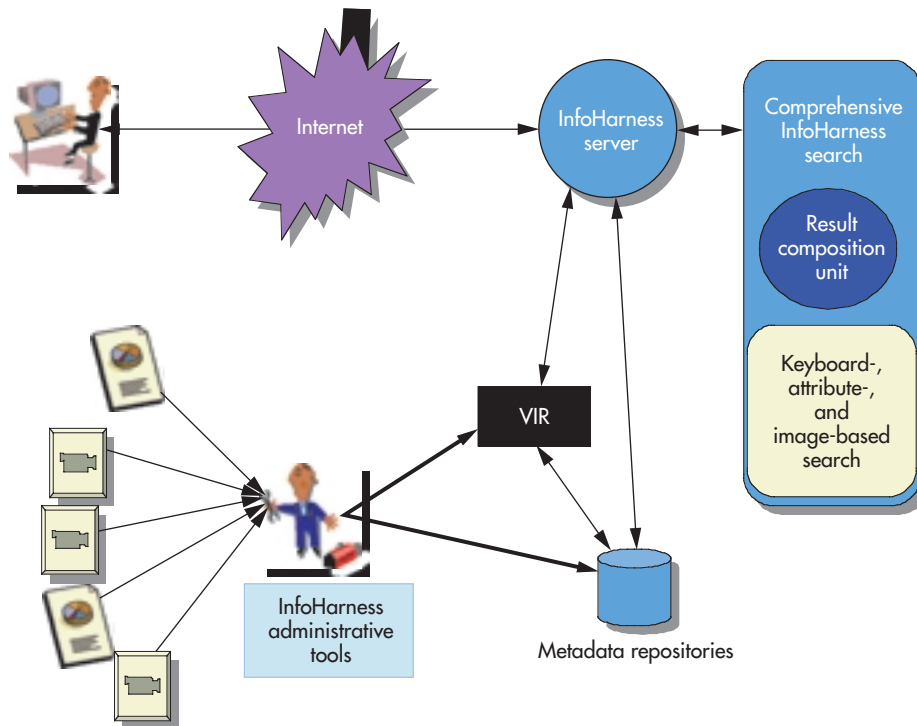 Internet
InfoHarness
server
Comprehensive
InfoHarness
search
Result
composition
unit
Keyboard-,
attribute-,
and
image-based
search
VIR
InfoHarness
administrative
tools
Metadata repositories